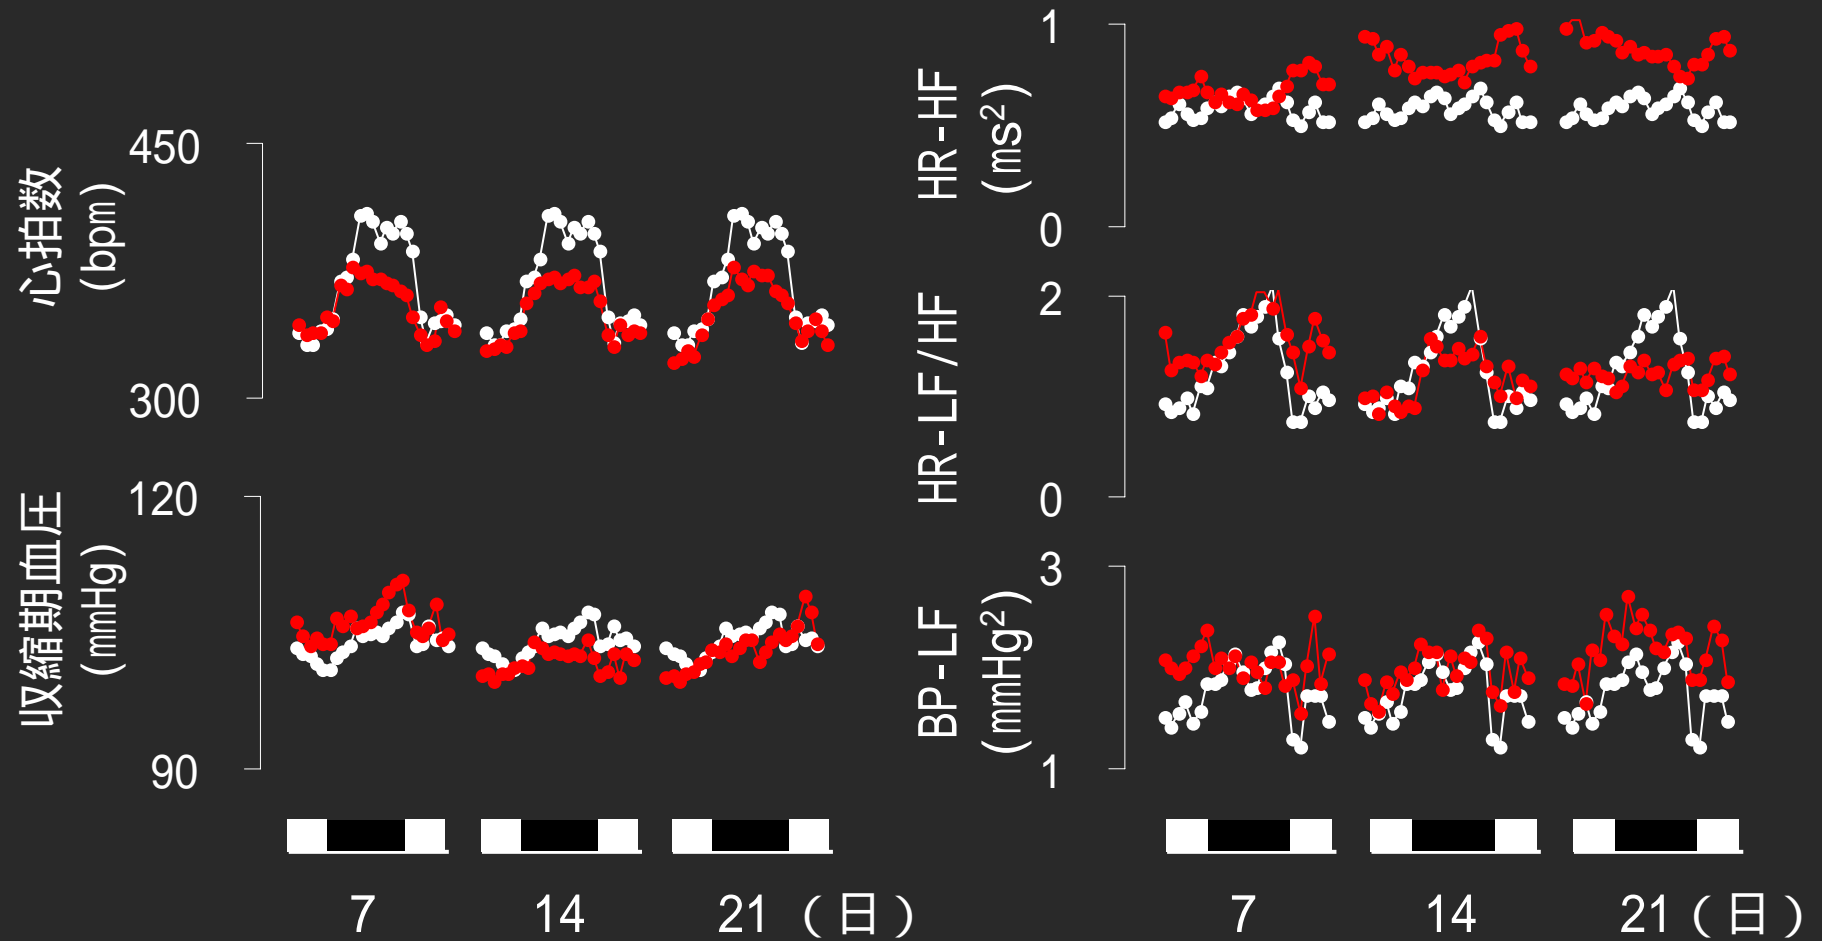 心拍数
(bpm)
450
300
収縮期血圧
(mmHg)
120
90
7
14
21 (日)
HR-HF
(ms2)
1
0
HR-LF/HF
2
0
BP-LF
(mmHg2)
3
1
7
14
21 (日)